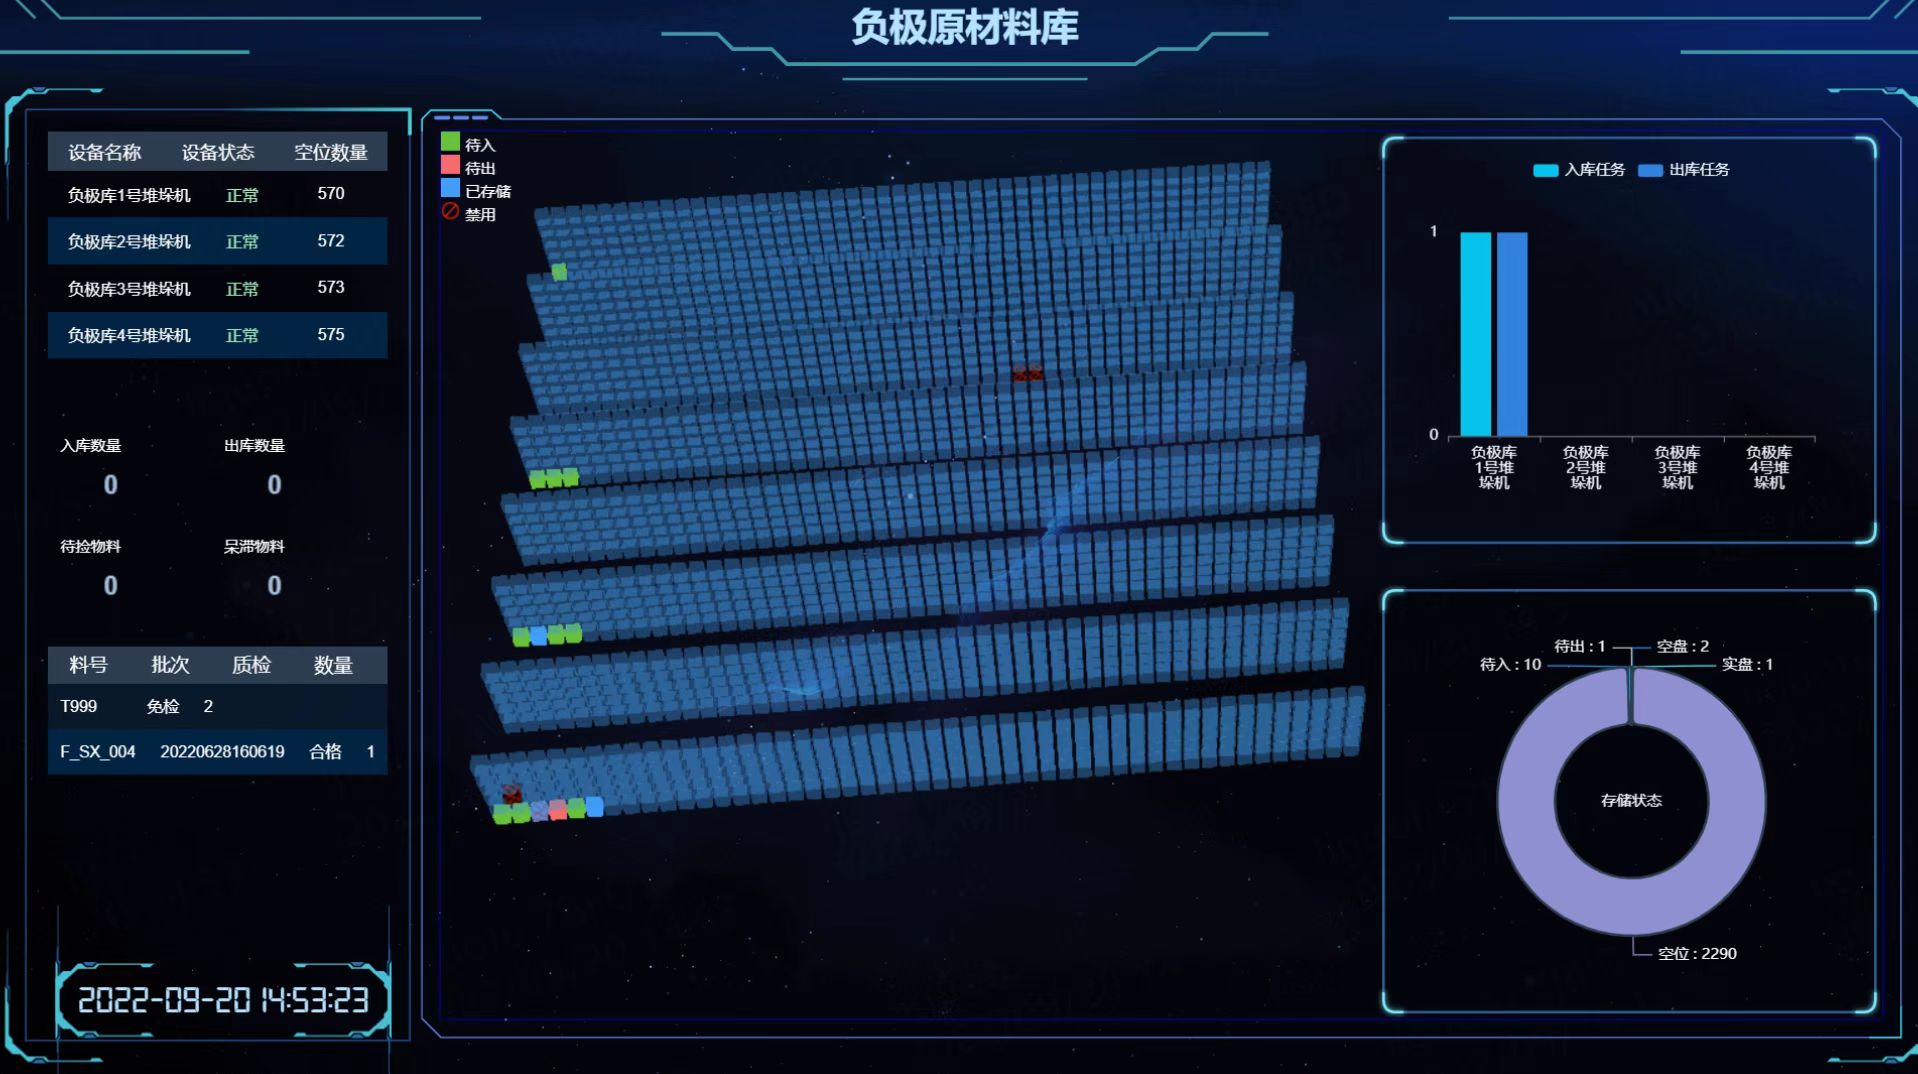 负极原材料库
设备名称 设备状态 空位数量
负极库1号堆垛机 正常 570
负极库2号堆垛机 正常 572
负极库3号堆垛机 正常 573
负极库4号堆垛机 正常 575
入库数量 出库数量
0 0
待捡物料 呆滞物料
0 0
料号 批次 质检 数量
T999 免检 2
F_SX_004 20220628160619 合格 1
2022-09-20 14:53:23
待入
待出
已存储
禁用
入库任务 出库任务
1
0
负极库
1号堆
垛机
负极库
2号堆
垛机
负极库
3号堆
垛机
负极库
4号堆
垛机
待出 : 1 空盘 : 2
待入 : 10 实盘 : 1
存储状态
空位 : 2290